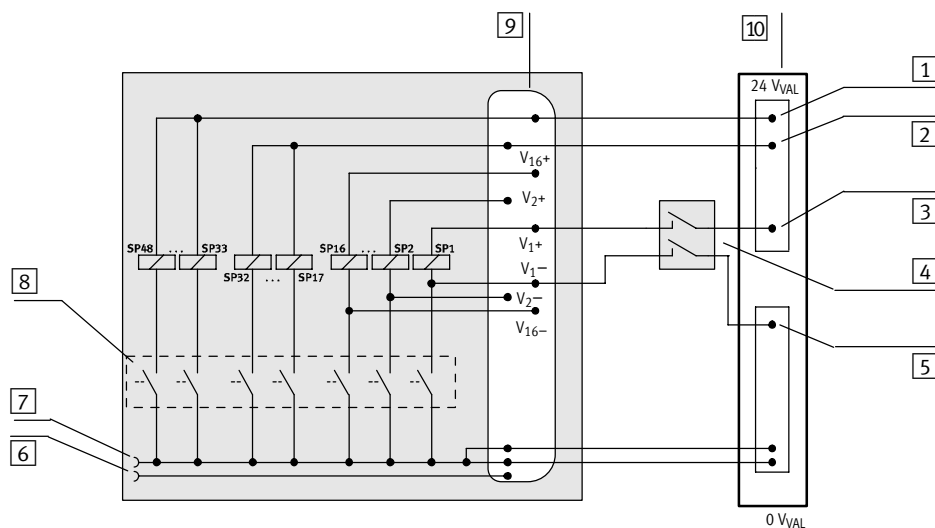 9
10
24 VVAL
1
2
V16+
V2+
3
SP48 ... SP33
SP16 ... SP2 SP1
V1+
4
SP32 ... SP17
V1–
8
V2–
V16–
5
7
6
0 VVAL